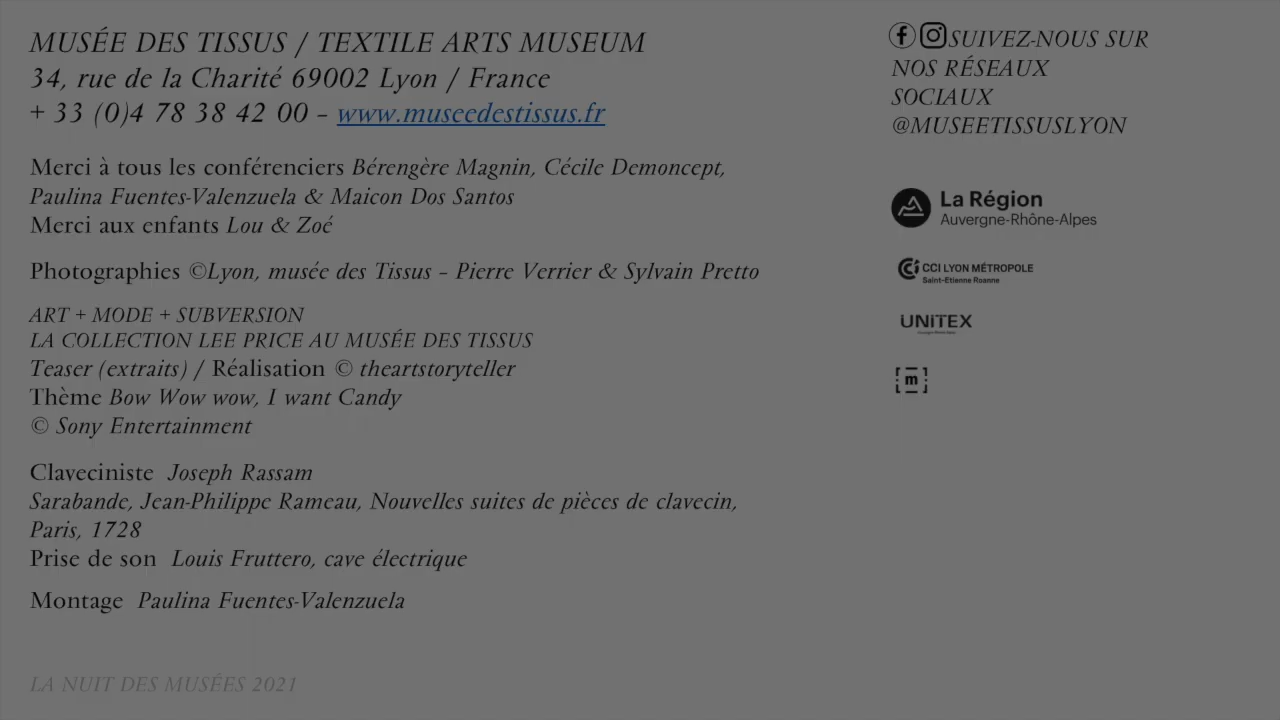 MUSÉE DES TISSUS / TEXTILE ARTS MUSEUM
34, rue de la Charité 69002 Lyon / France
+ 33 (0)4 78 38 42 00 – www.museedestissus.fr
Merci à tous les conférenciers Bérengère Magnin, Cécile Demoncept,
Paulina Fuentes-Valenzuela & Maicon Dos Santos
Merci aux enfants Lou & Zoé
Photographies ©Lyon, musée des Tissus – Pierre Verrier & Sylvain Pretto
ART + MODE + SUBVERSION
LA COLLECTION LEE PRICE AU MUSÉE DES TISSUS
Teaser (extraits) / Réalisation © theartstoryteller
Thème Bow Wow wow, I want Candy
© Sony Entertainment
Claveciniste Joseph Rassam
Sarabande, Jean-Philippe Rameau, Nouvelles suites de pièces de clavecin,
Paris, 1728
Prise de son Louis Fruttero, cave électrique
Montage Paulina Fuentes-Valenzuela
LA NUIT DES MUSÉES 2021
SUIVEZ-NOUS SUR
NOS RÉSEAUX
SOCIAUX
@MUSEETISSUSLYON
La Région
Auvergne-Rhône-Alpes
CCI LYON MÉTROPOLE
Saint-Etienne Roanne
UNITEX
[m]